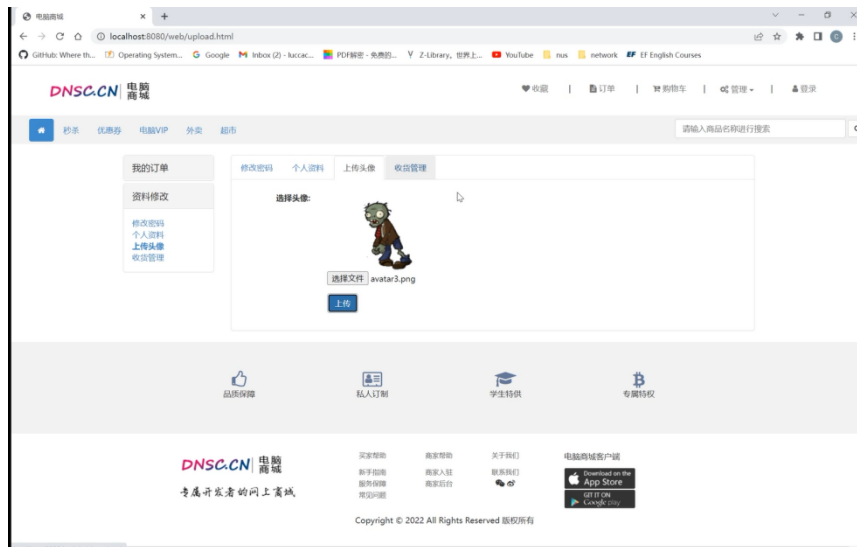 电脑商城
localhost:8080/web/upload.html
GitHub: Where th... Operating System... Google Inbox (2) - luccac... PDF解密 - 免费的... Z-Library。世界上... YouTube nus network EF English Courses
DNSC.CN 电脑商城
收藏 | 订单 | 购物车 | 管理 | 登录
秒杀 优惠券 电脑VIP 外卖 超市 请输入商品名称进行搜索
我的订单
资料修改
修改密码
个人资料
上传头像
收货管理
修改密码 个人资料 上传头像 收货管理
选择头像:
选择文件 avatar3.png
上传
品质保障 私人订制 学生特供 专属特权
DNSC.CN 电脑商城
专属开发者的网上商城
买家帮助
新手指南
服务保障
常见问题
商家帮助
商家入驻
商家后台
关于我们
联系我们
电脑商城客户端
Download on the
App Store
GET IT ON
Google play
Copyright © 2022 All Rights Reserved 版权所有